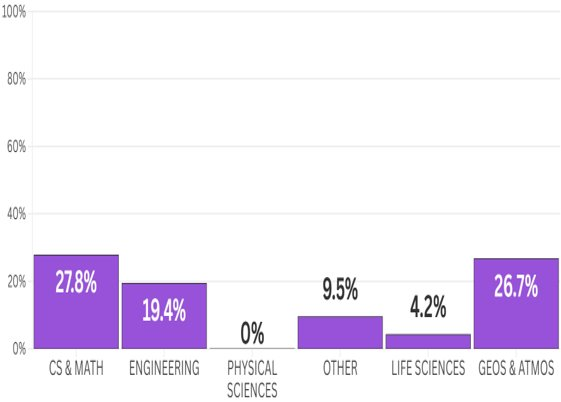 100%
80%
60%
40%
20%
0%
27.8%
19.4%
0%
9.5%
4.2%
26.7%
CS & MATH
ENGINEERING
PHYSICAL
SCIENCES
OTHER
LIFE SCIENCES
GEOS & ATMOS